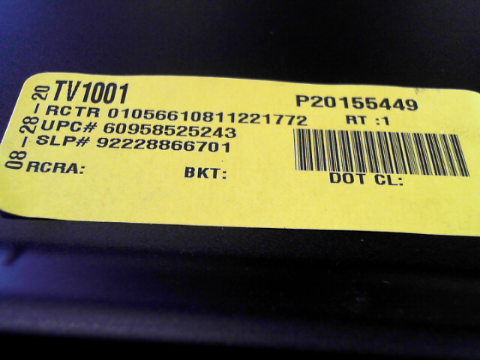 08-28-20
TV1001
P20155449
RCTR 01056610811221772
RT :1
UPC# 60958525243
SLP# 92228866701
RCRA:
BKT:
DOT CL: